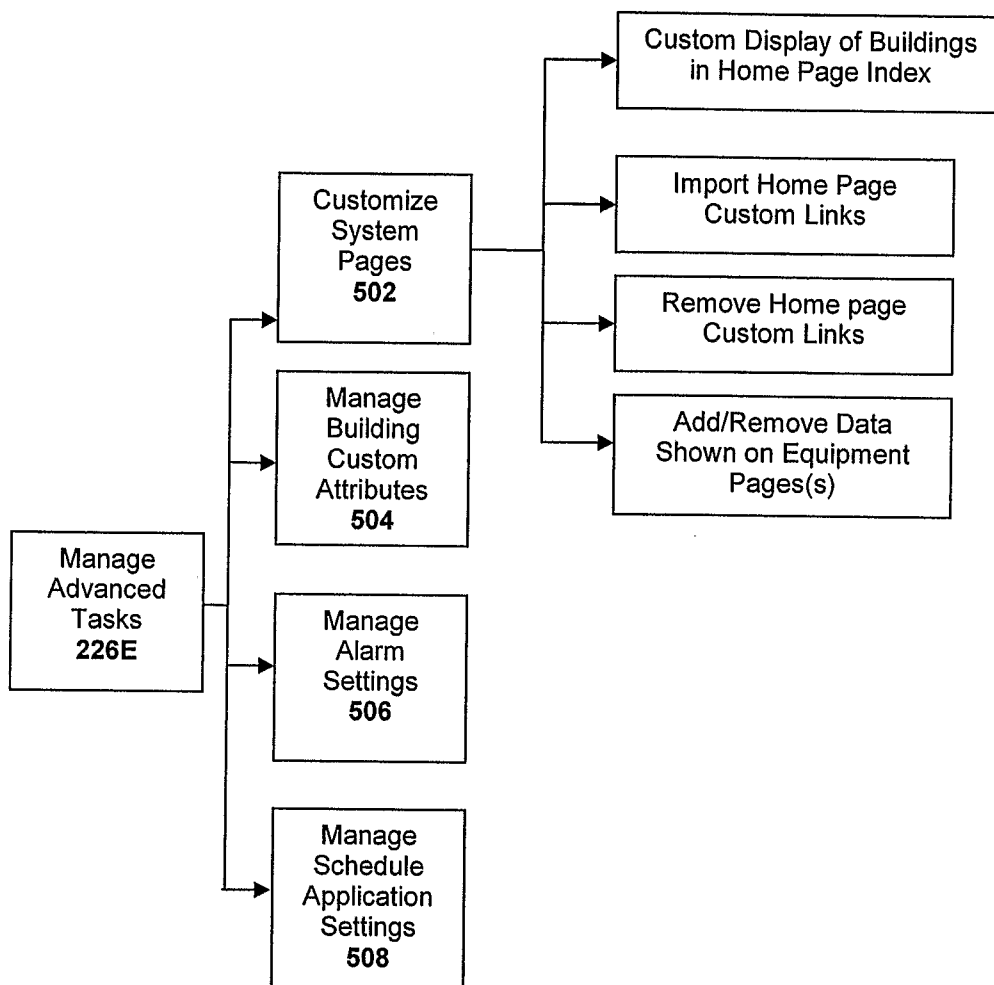 Custom Display of Buildings
in Home Page Index
Customize
System
Pages
502
Import Home Page
Custom Links
Remove Home page
Custom Links
Manage
Building
Custom
Attributes
504
Add/Remove Data
Shown on Equipment
Pages(s)
Manage
Advanced
Tasks
226E
Manage
Alarm
Settings
506
Manage
Schedule
Application
Settings
508